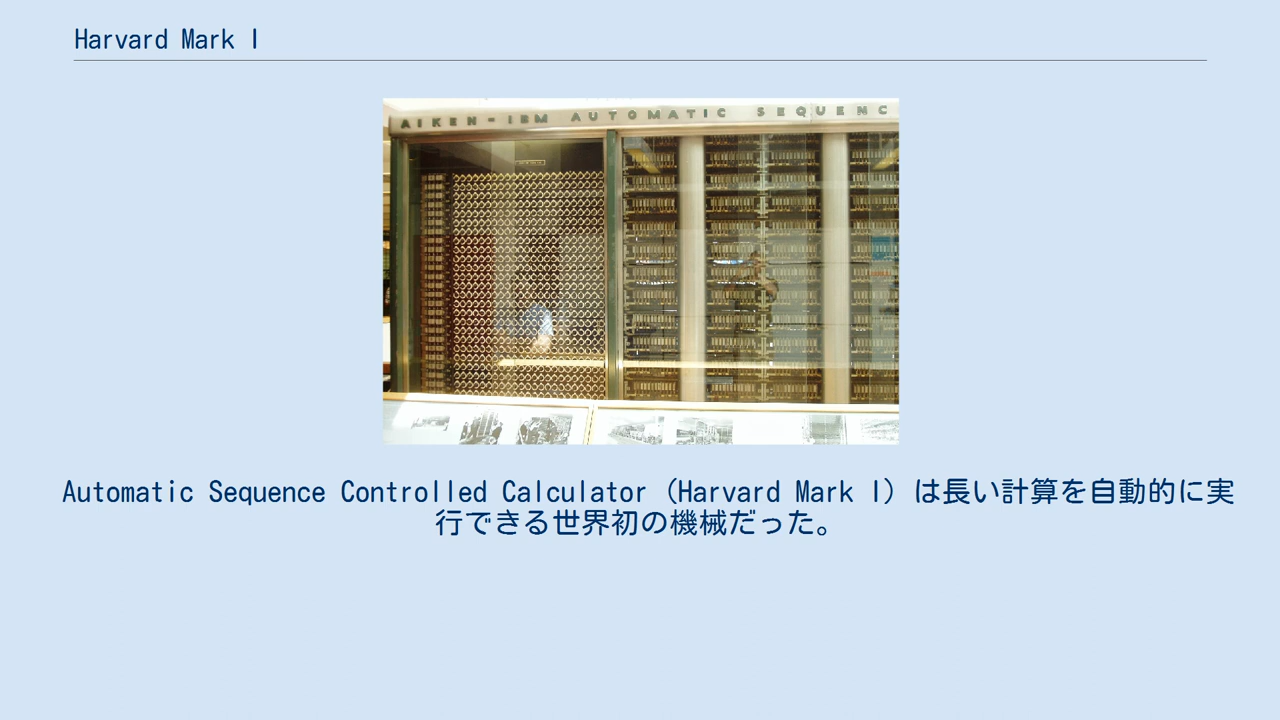 Harvard Mark I
AIKEN-IBM AUTOMATIC SEQUENC
Automatic Sequence Controlled Calculator (Harvard Mark I) は長い計算を自動的に実
行できる世界初の機械だった。